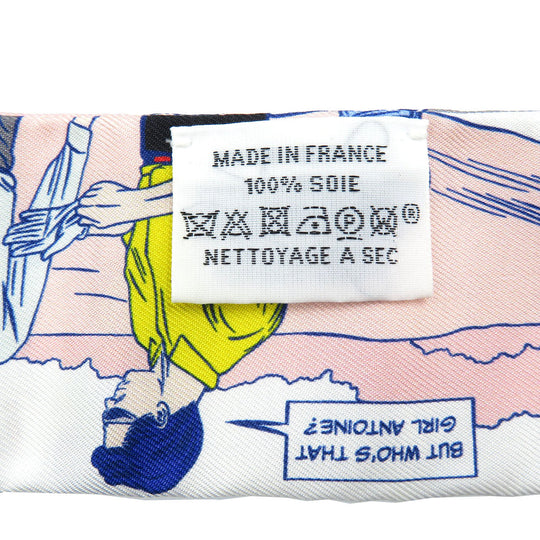 MADE IN FRANCE
100% SOIE
P W ®
NETTOYAGE A SEC
BUT WHO'S THAT
GIRL ANTOINE?